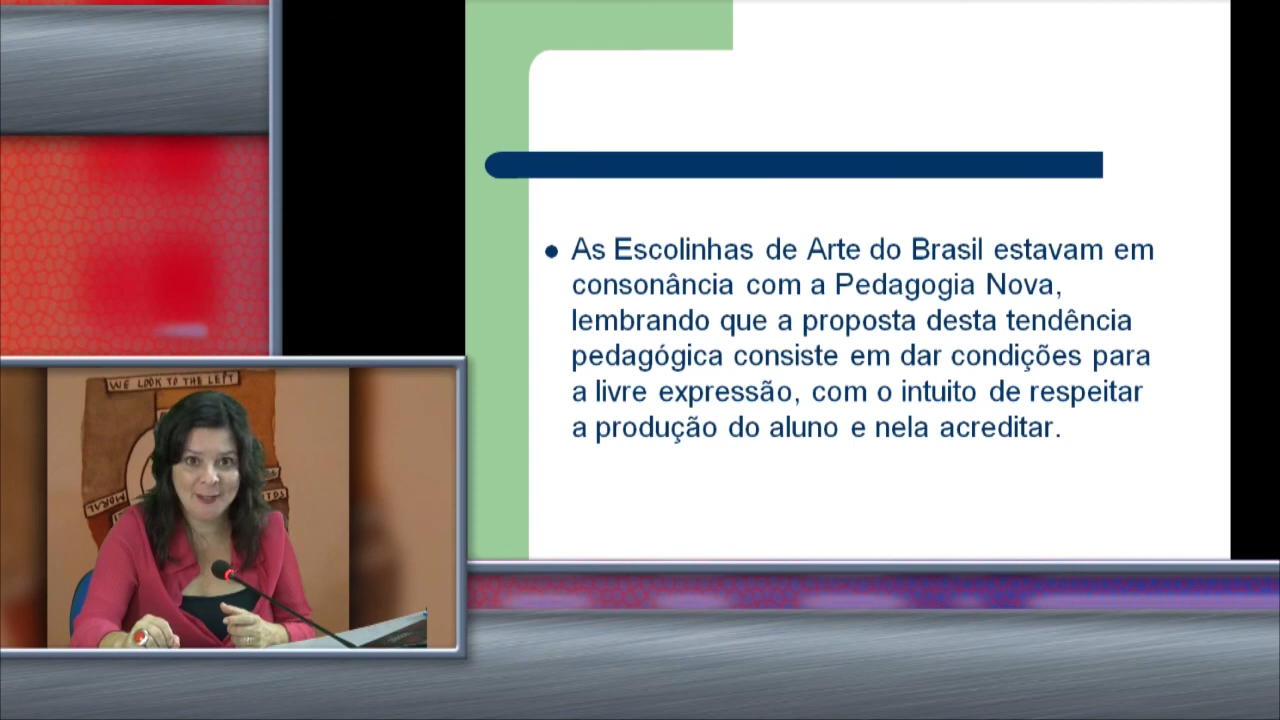 As Escolinhas de Arte do Brasil estavam em
consonância com a Pedagogia Nova,
lembrando que a proposta desta tendência
pedagógica consiste em dar condições para
a livre expressão, com o intuito de respeitar
a produção do aluno e nela acreditar.
WE LOOK TO THE LEFT
MORAL